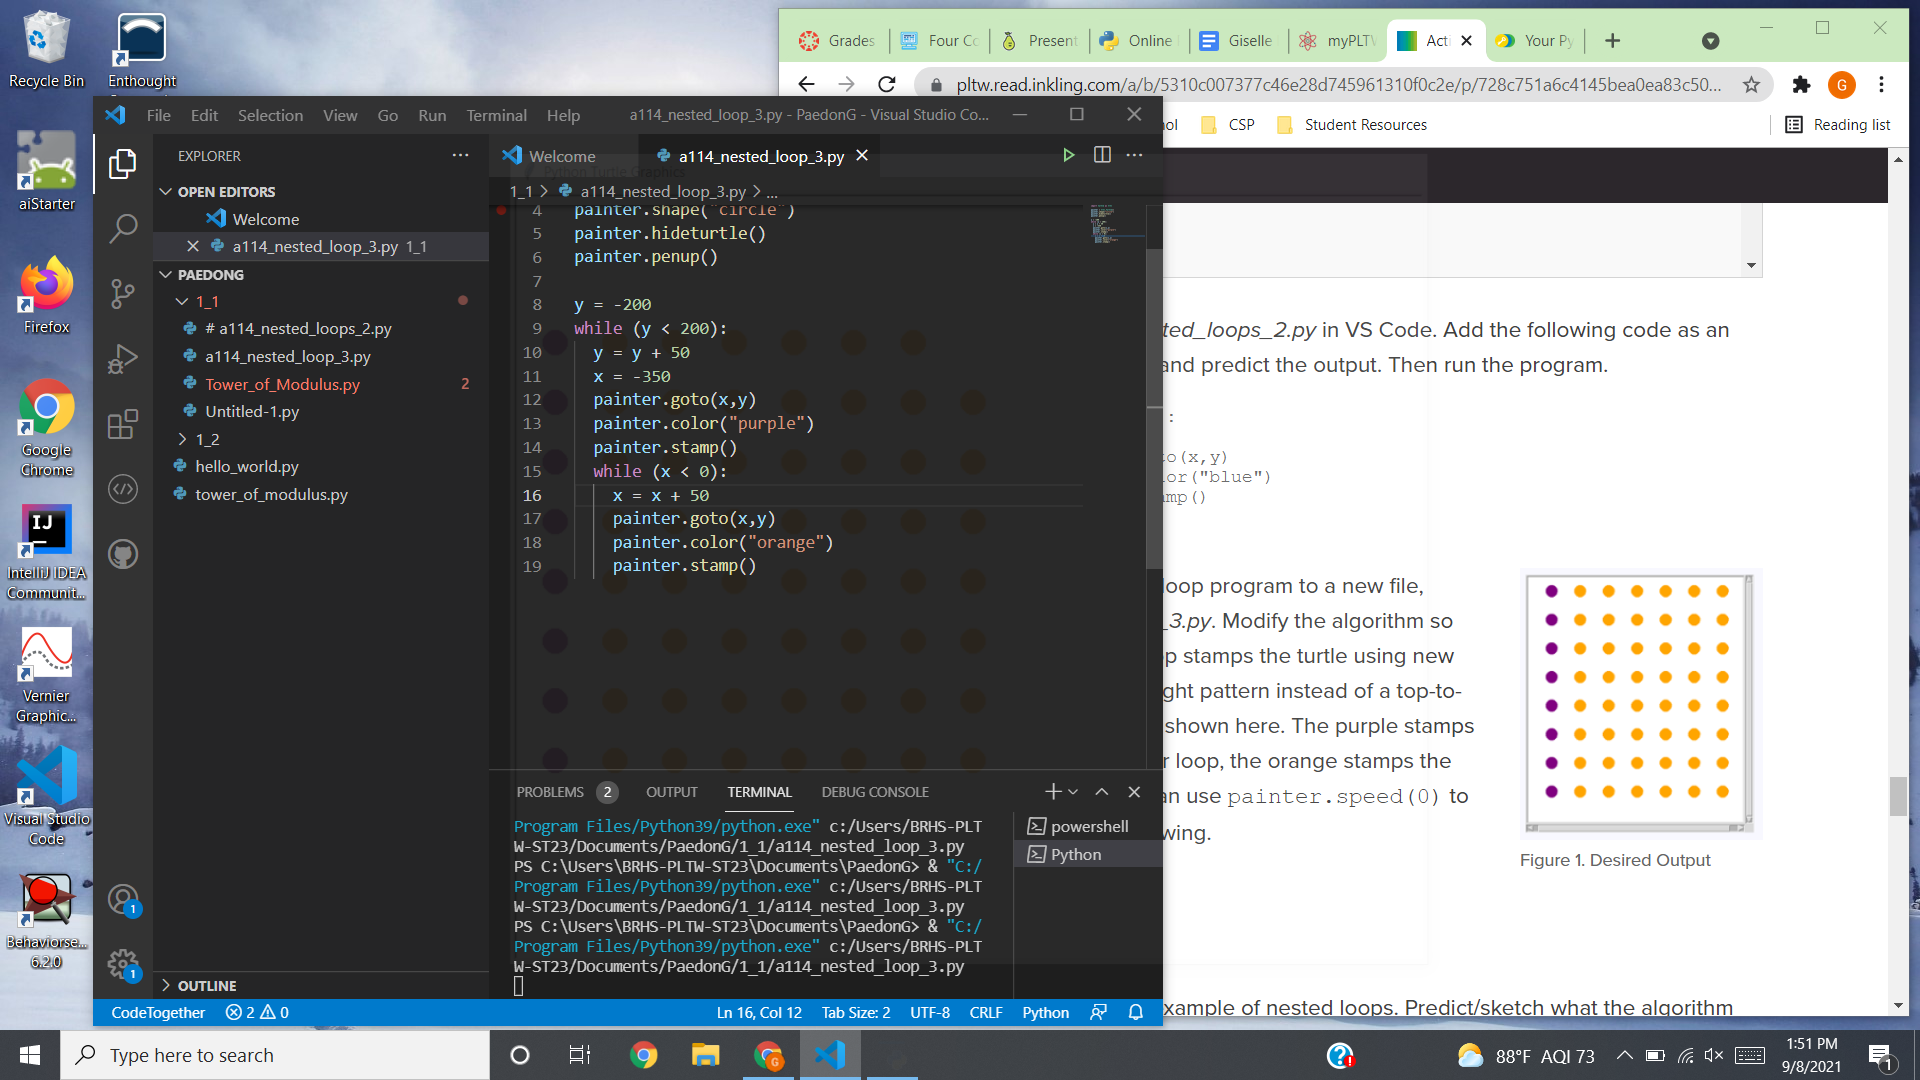 Recycle Bin
Enthought
aiStarter
Firefox
Google
Chrome
IntelliJ IDEA
Communit...
Vernier
Graphic...
Visual Studio
Code
Behaviorse...
6.2.0
Grades
Four Co
Present
Online
Giselle
myPLTW
Acti
Your Py
pltw.read.inkling.com/a/b/5310c007377c46e28d745961310f0c2e/p/728c751a6c4145bea0ea83c50...
G
CSP
Student Resources
Reading list
File Edit Selection View Go Run Terminal Help
a114_nested_loop_3.py - PaedonG - Visual Studio Co...
EXPLORER
OPEN EDITORS
Welcome
a114_nested_loop_3.py 1_1
PAEDONG
1_1
# a114_nested_loops_2.py
a114_nested_loop_3.py
Tower_of_Modulus.py 2
Untitled-1.py
1_2
hello_world.py
tower_of_modulus.py
OUTLINE
Welcome
a114_nested_loop_3.py
Python Turtle Graphics
1_1 > a114_nested_loop_3.py > ...
4 painter.shape("circle")
5 painter.hideturtle()
6 painter.penup()
7
8 y = -200
9 while (y < 200):
10 y = y + 50
11 x = -350
12 painter.goto(x,y)
13 painter.color("purple")
14 painter.stamp()
15 while (x < 0):
16 x = x + 50
17 painter.goto(x,y)
18 painter.color("orange")
19 painter.stamp()
PROBLEMS 2 OUTPUT TERMINAL DEBUG CONSOLE
Program Files/Python39/python.exe" c:/Users/BRHS-PLT
W-ST23/Documents/PaedonG/1_1/a114_nested_loop_3.py
PS C:\Users\BRHS-PLTW-ST23\Documents\PaedonG> & "C:/
Program Files/Python39/python.exe" c:/Users/BRHS-PLT
W-ST23/Documents/PaedonG/1_1/a114_nested_loop_3.py
PS C:\Users\BRHS-PLTW-ST23\Documents\PaedonG> & "C:/
Program Files/Python39/python.exe" c:/Users/BRHS-PLT
W-ST23/Documents/PaedonG/1_1/a114_nested_loop_3.py
powershell
Python
1
1
CodeTogether 2 0
Ln 16, Col 12 Tab Size: 2 UTF-8 CRLF Python
ted_loops_2.py in VS Code. Add the following code as an
and predict the output. Then run the program.
:
to(x,y)
lor("blue")
amp()
loop program to a new file,
_3.py. Modify the algorithm so
p stamps the turtle using new
ght pattern instead of a top-to-
shown here. The purple stamps
r loop, the orange stamps the
an use painter.speed(0) to
wing.
Figure 1. Desired Output
xample of nested loops. Predict/sketch what the algorithm
Type here to search
88°F AQI 73
1:51 PM
9/8/2021
1